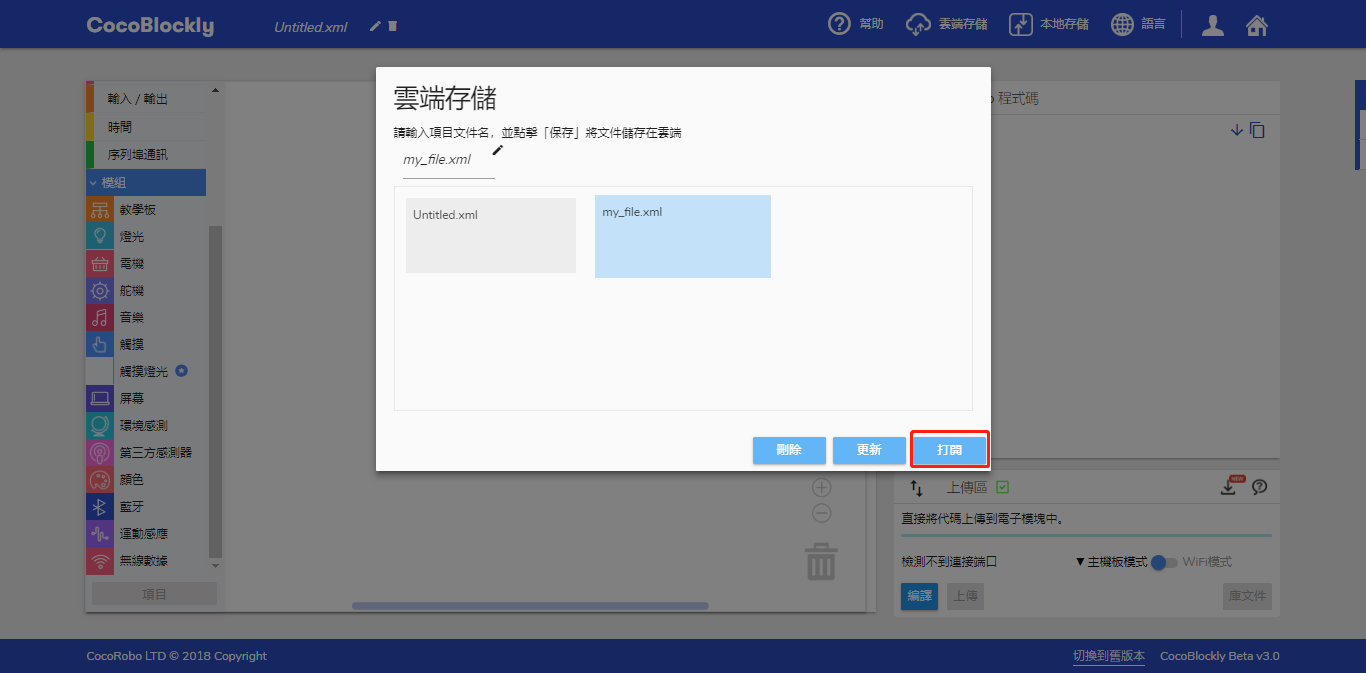 CocoBlockly
Untitled.xml
幫助
雲端存儲
本地存儲
語言
輸入 / 輸出
時間
序列埠通訊
模組
教學板
燈光
電機
舵機
音樂
觸摸
觸摸燈光
屏幕
環境感測
第三方感測器
顏色
藍牙
運動感應
無線數據
項目
雲端存儲
請輸入項目文件名，並點擊「保存」將文件儲存在雲端
my_file.xml
Untitled.xml
my_file.xml
刪除
更新
打開
程式碼
上傳區
NEW
直接將代碼上傳到電子模塊中。
檢測不到連接端口
▼主機板模式
WiFi模式
編譯
上傳
庫文件
CocoRobo LTD © 2018 Copyright
切換到舊版本
CocoBlockly Beta v3.0